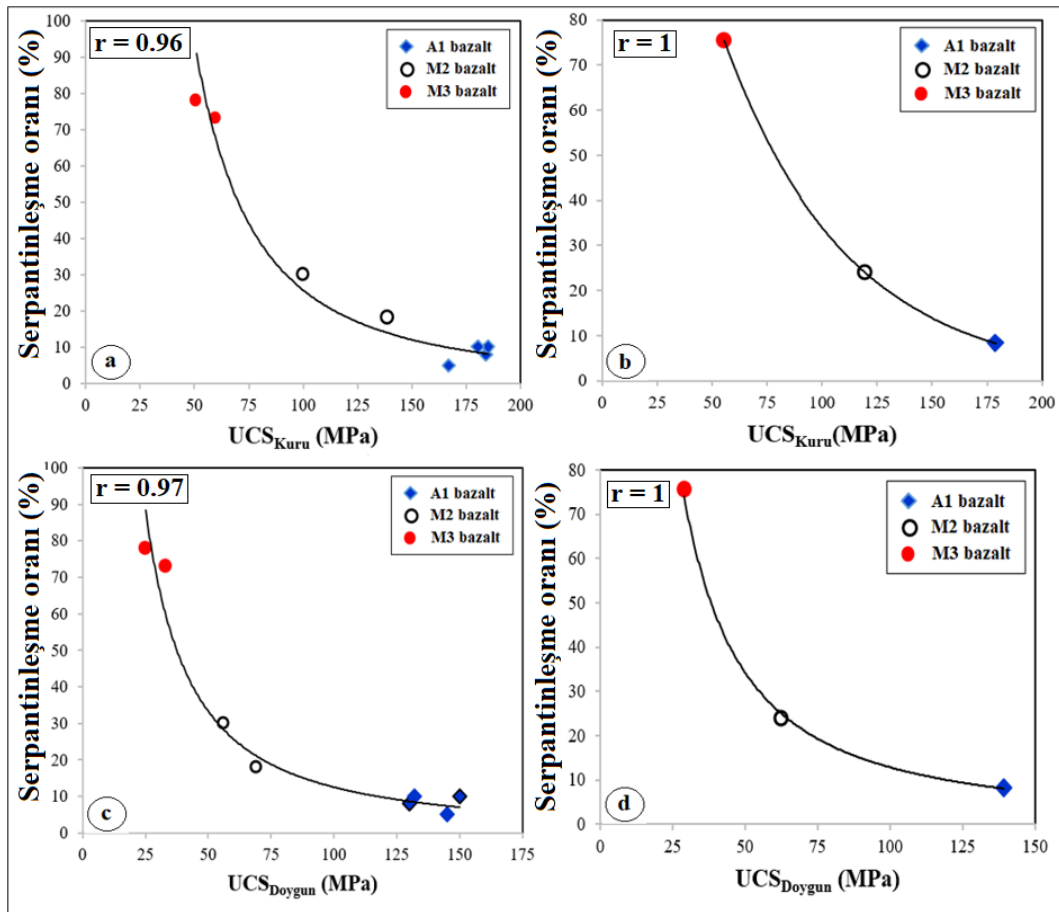 r = 0.96
A1 bazalt
M2 bazalt
M3 bazalt
Serpantinleşme oranı (%)
100
90
80
70
60
50
40
30
20
10
0
a
0 25 50 75 100 125 150 175 200
UCSKuru (MPa)
r = 1
A1 bazalt
M2 bazalt
M3 bazalt
Serpantinleşme oranı (%)
80
70
60
50
40
30
20
10
0
b
0 25 50 75 100 125 150 175 200
UCSKuru(MPa)
r = 0.97
A1 bazalt
M2 bazalt
M3 bazalt
Serpantinleşme oranı (%)
100
90
80
70
60
50
40
30
20
10
0
c
0 25 50 75 100 125 150 175
UCSDoygun (MPa)
r = 1
A1 bazalt
M2 bazalt
M3 bazalt
Serpantinleşme oranı (%)
80
70
60
50
40
30
20
10
0
d
0 25 50 75 100 125 150
UCSDoygun (MPa)